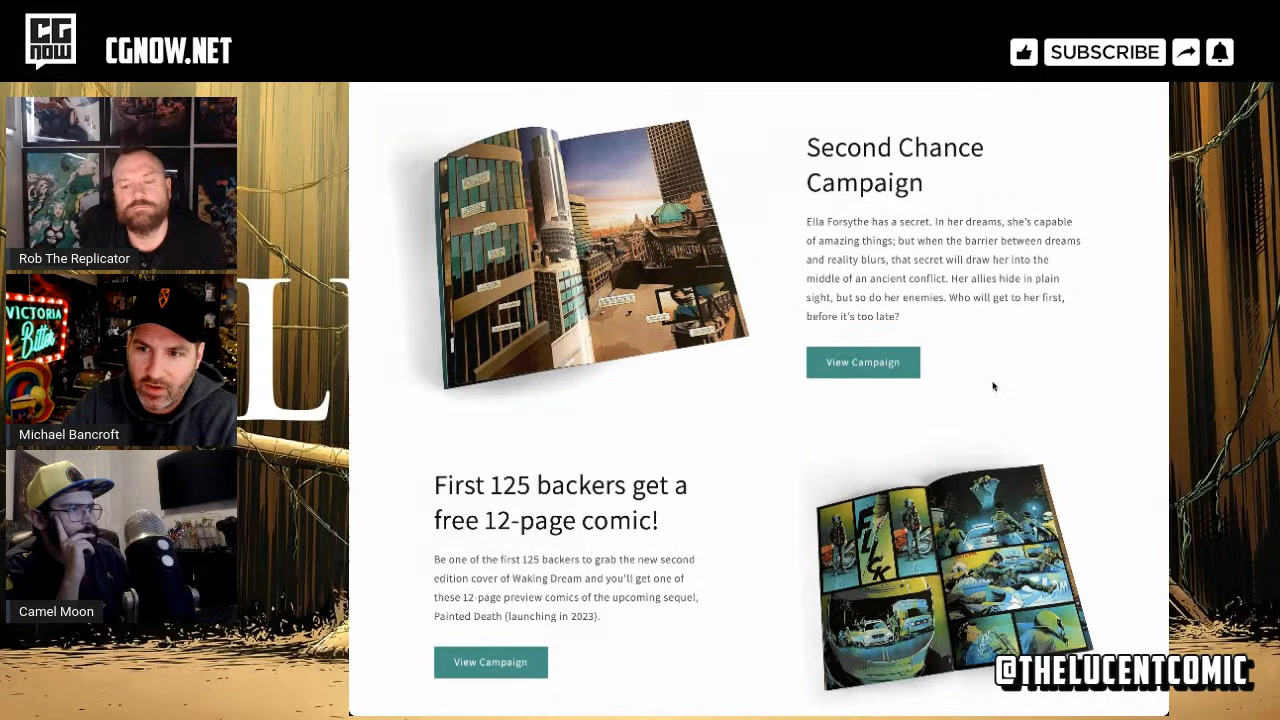 CG
NOW
CGNOW.NET
SUBSCRIBE
Rob The Replicator
VICTORIA
Bitter
Michael Bancroft
Camel Moon
L
Second Chance
Campaign
Ella Forsythe has a secret. In her dreams, she's capable
of amazing things; but when the barrier between dreams
and reality blurs, that secret will draw her into the
middle of an ancient conflict. Her allies hide in plain
sight, but so do her enemies. Who will get to her first,
before it's too late?
View Campaign
First 125 backers get a
free 12-page comic!
Be one of the first 125 backers to grab the new second
edition cover of Waking Dream and you'll get one of
these 12-page preview comics of the upcoming sequel,
Painted Death (launching in 2023).
View Campaign
FLICK
@THELUCENTCOMIC